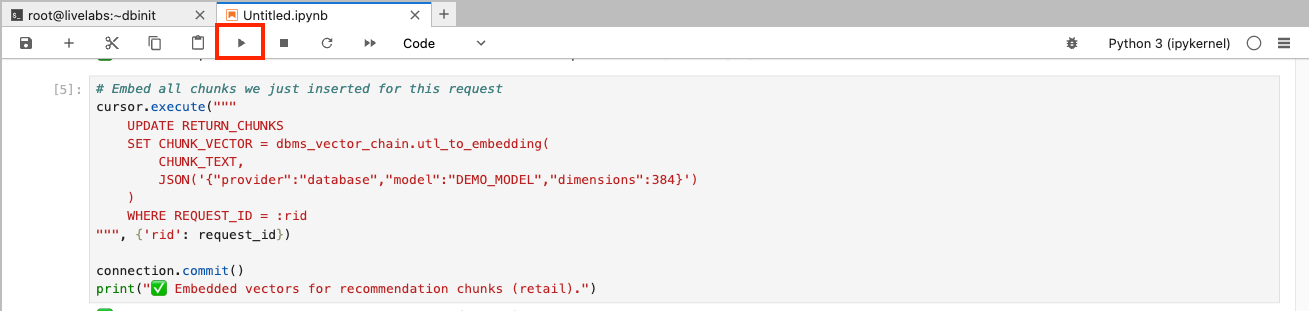 root@livelabs:~dbinit
Untitled.ipynb
Code
Python 3 (ipykernel)
[5]:
# Embed all chunks we just inserted for this request
cursor.execute("""
    UPDATE RETURN_CHUNKS
    SET CHUNK_VECTOR = dbms_vector_chain.utl_to_embedding(
        CHUNK_TEXT,
        JSON('{"provider":"database","model":"DEMO_MODEL","dimensions":384}')
    )
    WHERE REQUEST_ID = :rid
""", {'rid': request_id})

connection.commit()
print("✅ Embedded vectors for recommendation chunks (retail).")